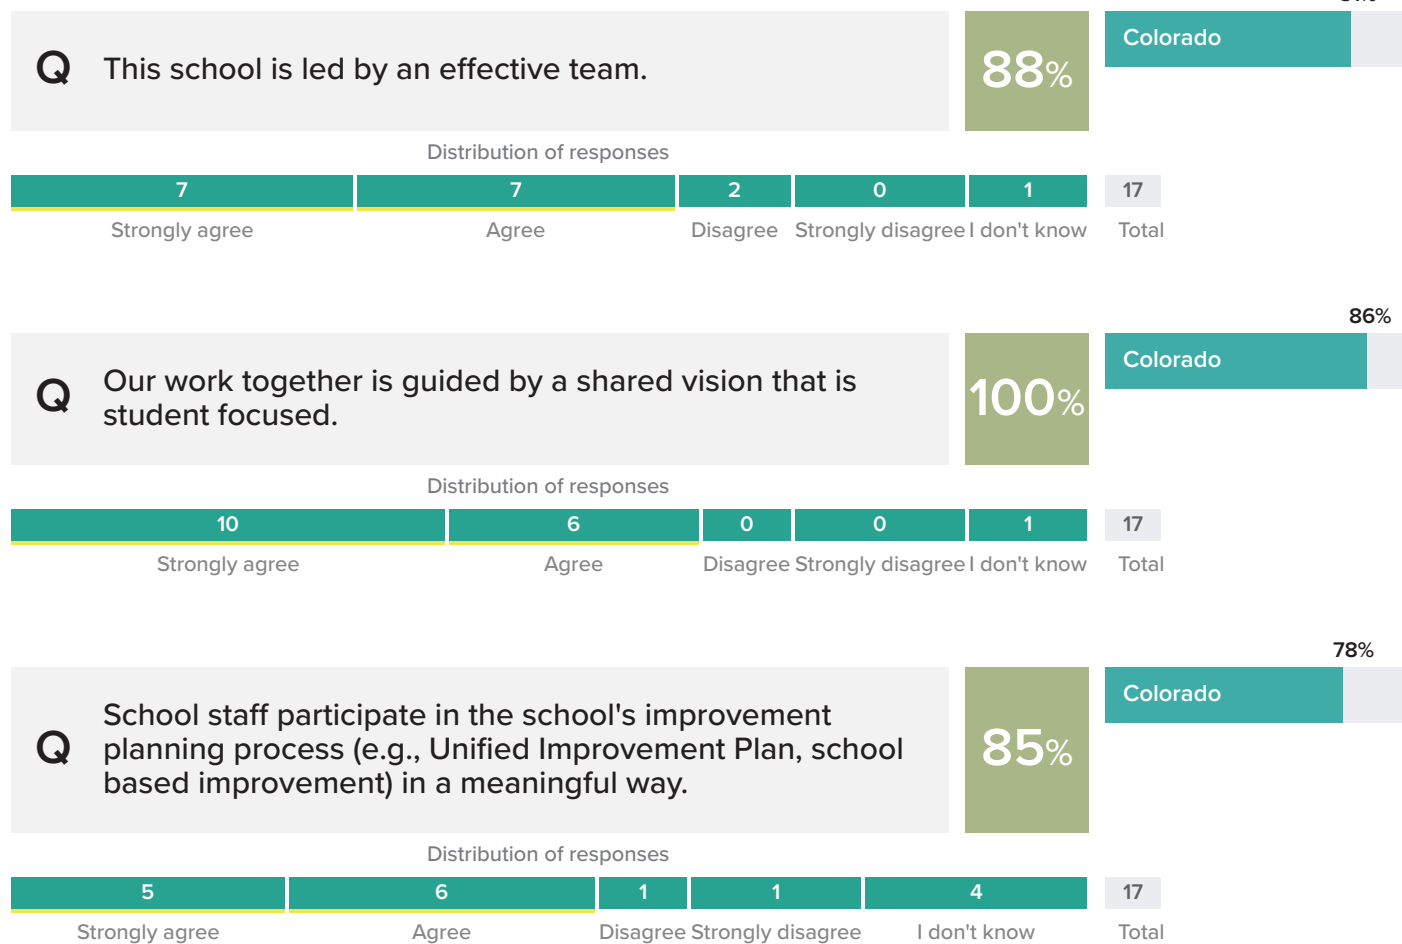 Q This school is led by an effective team.
88%
Colorado
Distribution of responses
7 7 2 0 1 17
Strongly agree Agree Disagree Strongly disagree I don't know Total
86%
Q Our work together is guided by a shared vision that is
student focused.
100%
Colorado
Distribution of responses
10 6 0 0 1 17
Strongly agree Agree Disagree Strongly disagree I don't know Total
78%
Q School staff participate in the school's improvement
planning process (e.g., Unified Improvement Plan, school
based improvement) in a meaningful way.
85%
Colorado
Distribution of responses
5 6 1 1 4 17
Strongly agree Agree Disagree Strongly disagree I don't know Total